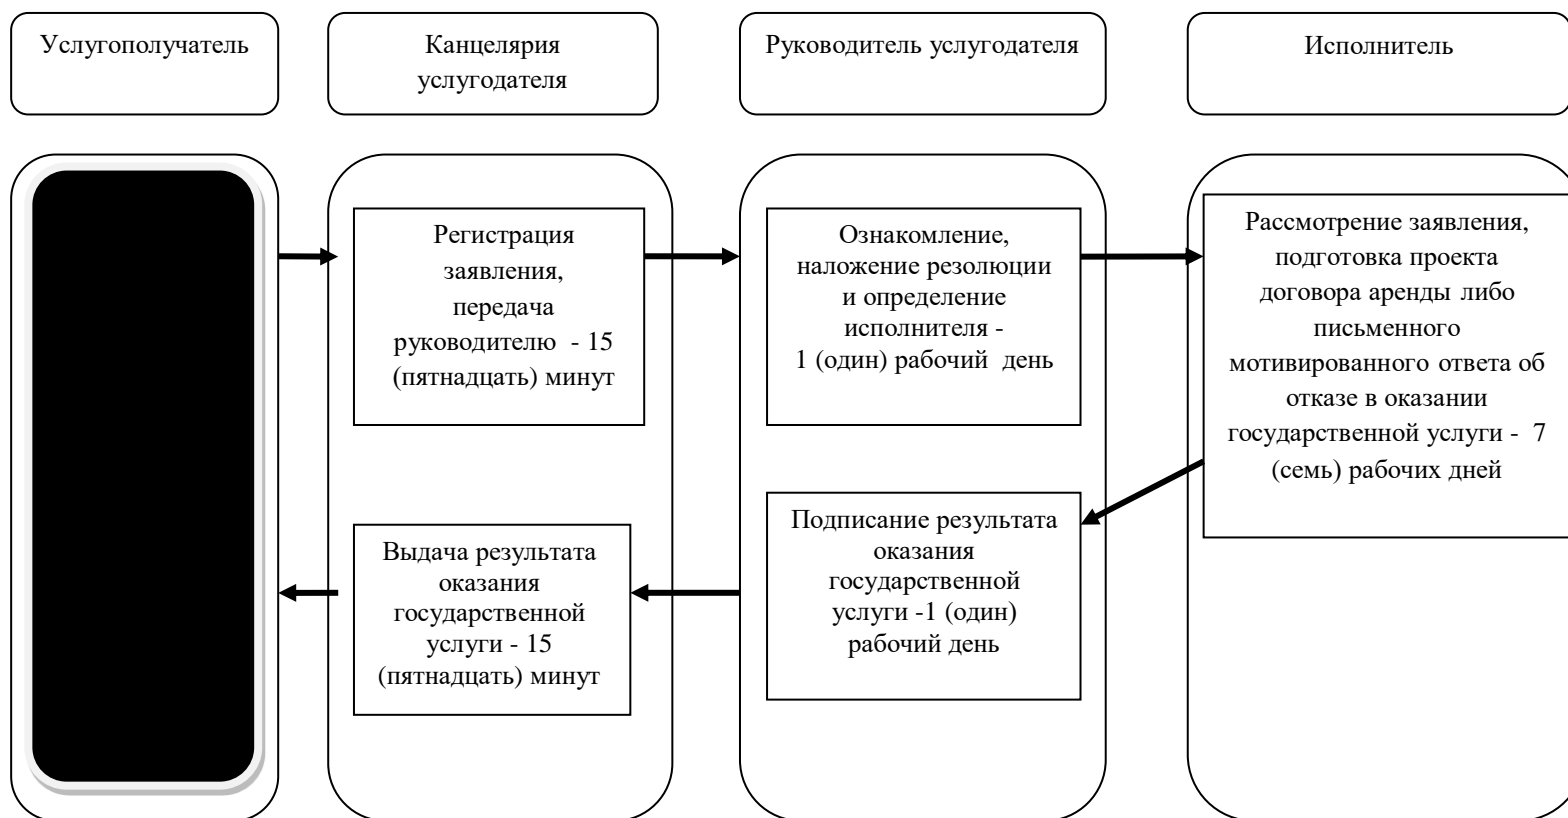 Услугополучатель
Канцелярия
услугодателя
Руководитель услугодателя
Исполнитель
Регистрация
заявления,
передача
руководителю - 15
(пятнадцать) минут
Ознакомление,
наложение резолюции
и определение
исполнителя -
1 (один) рабочий день
Рассмотрение заявления,
подготовка проекта
договора аренды либо
письменного
мотивированного ответа об
отказе в оказании
государственной услуги - 7
(семь) рабочих дней
Подписание результата
оказания
государственной
услуги -1 (один)
рабочий день
Выдача результата
оказания
государственной
услуги - 15
(пятнадцать) минут